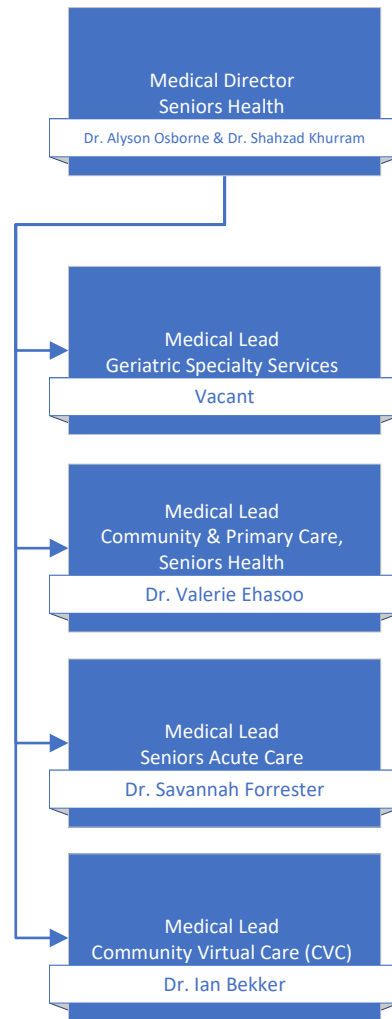 Medical Director
Seniors Health
Dr. Alyson Osborne & Dr. Shahzad Khurram
Medical Lead
Geriatric Specialty Services
Vacant
Medical Lead
Community & Primary Care,
Seniors Health
Dr. Valerie Ehasoo
Medical Lead
Seniors Acute Care
Dr. Savannah Forrester
Medical Lead
Community Virtual Care (CVC)
Dr. Ian Bekker